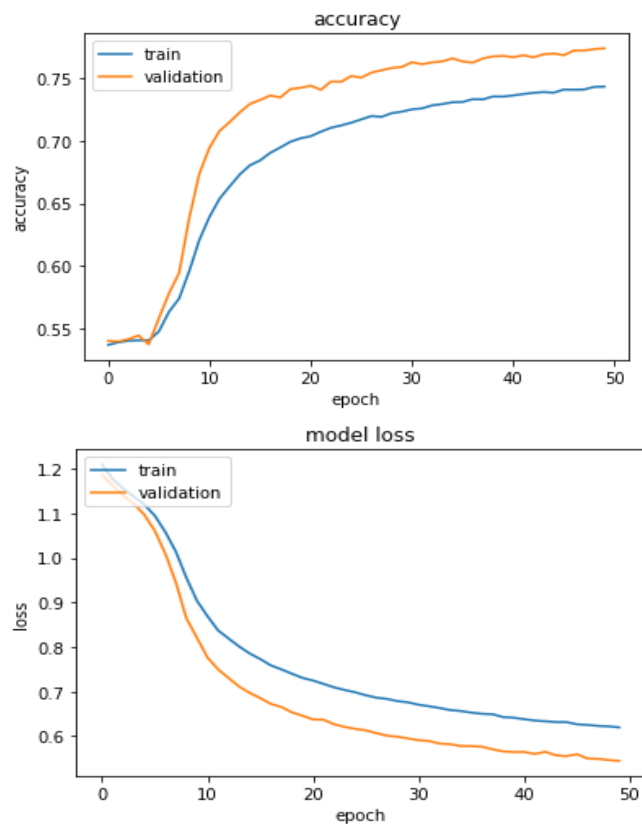 accuracy
train
validation
accuracy
0.75
0.70
0.65
0.60
0.55
0 10 20 30 40 50
epoch
model loss
train
validation
loss
1.2
1.1
1.0
0.9
0.8
0.7
0.6
0 10 20 30 40 50
epoch